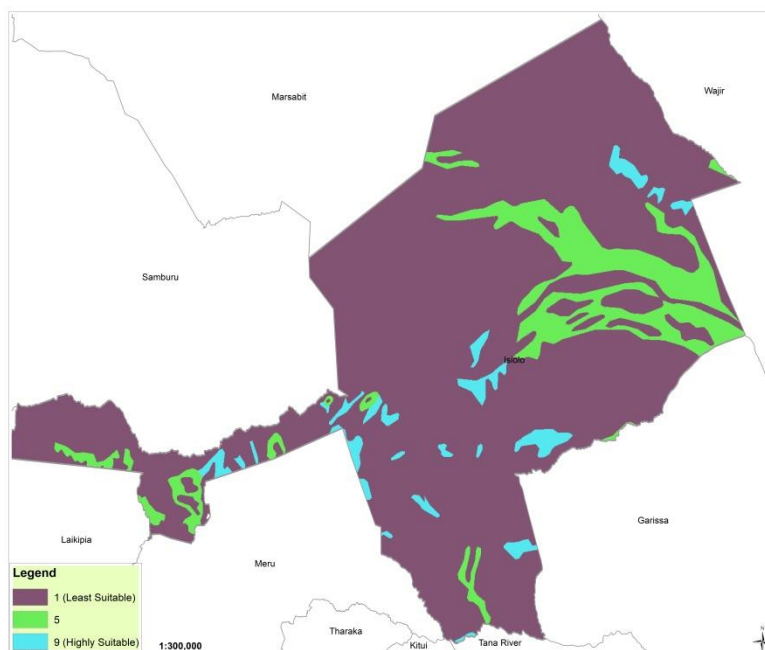 Marsabit
Wajir
Samburu
Isiolo
Garissa
Laikipia
Meru
Legend
1 (Least Suitable)
5
9 (Highly Suitable)
1:300,000
Tharaka
Kitui
Tana River
N